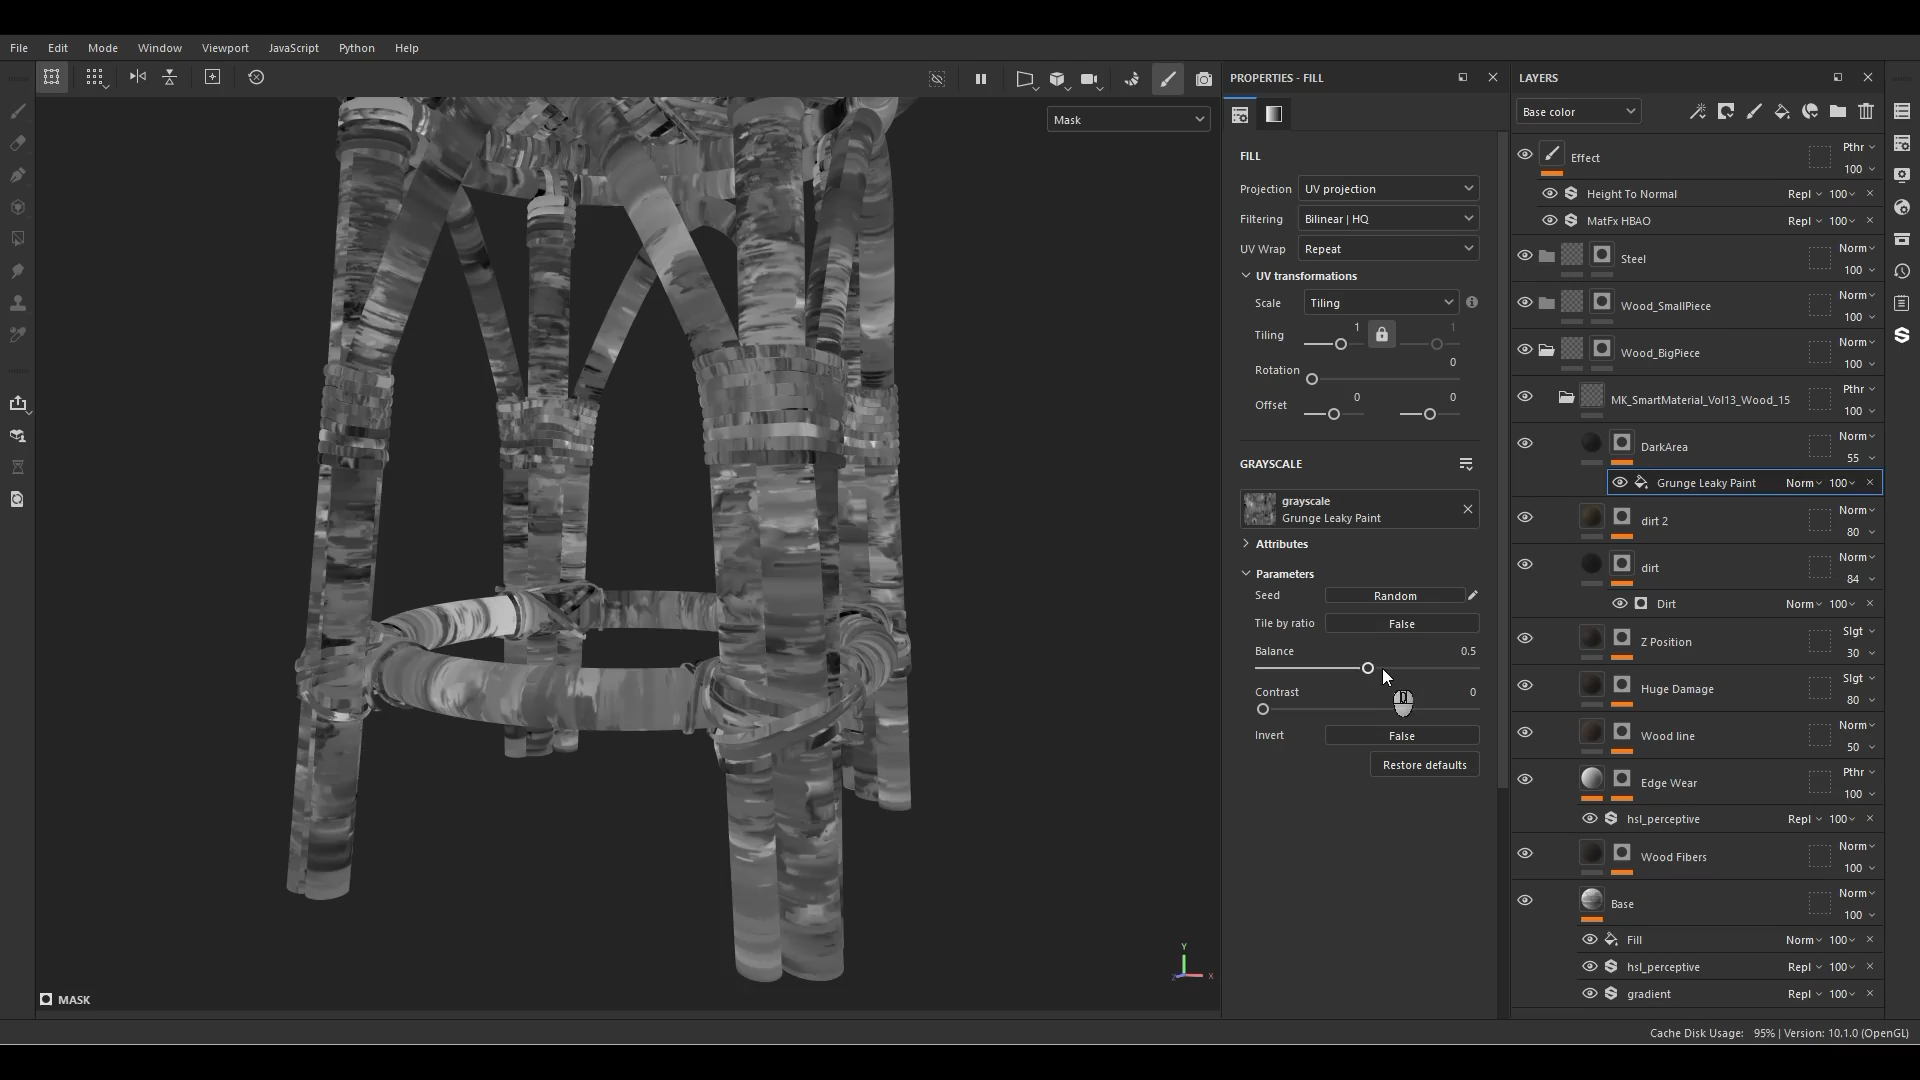 File Edit Mode Window Viewport JavaScript Python Help
Mask
Y
X
Z
MASK
PROPERTIES - FILL
FILL
Projection UV projection
Filtering Bilinear | HQ
UV Wrap Repeat
UV transformations
Scale Tiling
Tiling 1 1
Rotation 0
Offset 0 0
GRAYSCALE
grayscale
Grunge Leaky Paint
Attributes
Parameters
Seed Random
Tile by ratio False
Balance 0.5
Contrast 0
Invert False
Restore defaults
LAYERS
Base color
Effect Pthr 100
Height To Normal Repl 100
MatFx HBAO Repl 100
Steel Norm 100
Wood_SmallPiece Norm 100
Wood_BigPiece Norm 100
MK_SmartMaterial_Vol13_Wood_15 Pthr 100
DarkArea Norm 55
Grunge Leaky Paint Norm 100
dirt 2 Norm 80
dirt Norm 84
Dirt Norm 100
Z Position Slgt 30
Huge Damage Slgt 80
Wood line Norm 50
Edge Wear Pthr 100
hsl_perceptive Repl 100
Wood Fibers Norm 100
Base Norm 100
Fill Norm 100
hsl_perceptive Repl 100
gradient Repl 100
Cache Disk Usage: 95% | Version: 10.1.0 (OpenGL)